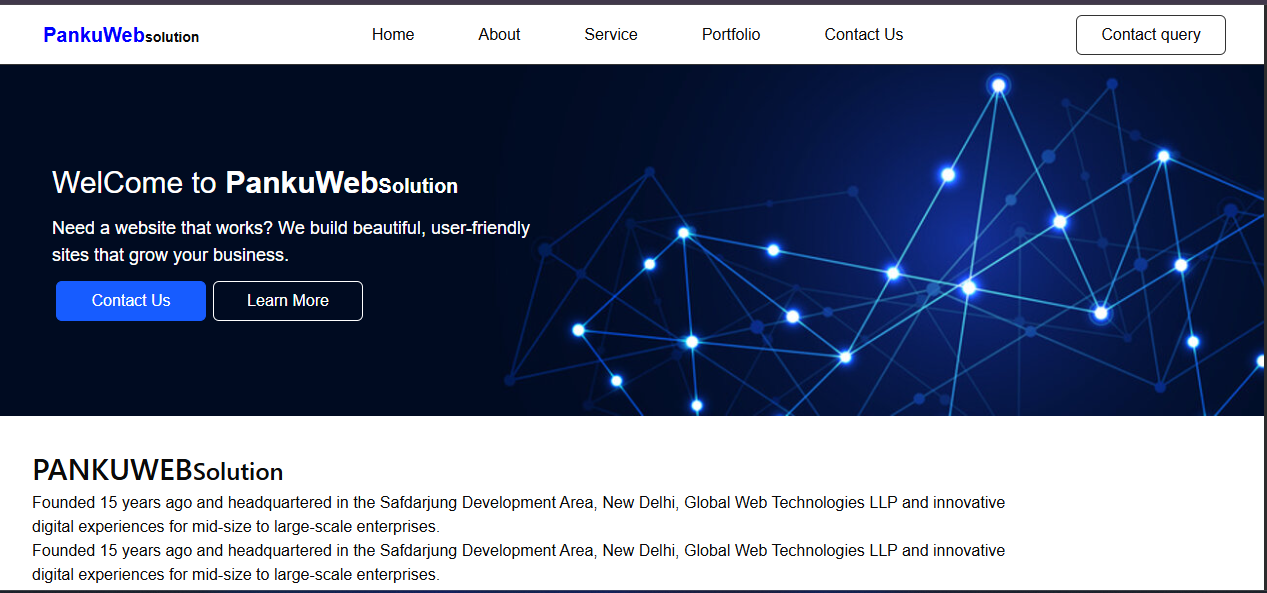 PankuWebsolution
Home
About
Service
Portfolio
Contact Us
Contact query
WelCome to PankuWebSolution
Need a website that works? We build beautiful, user-friendly
sites that grow your business.
Contact Us
Learn More
PANKUWEBSolution
Founded 15 years ago and headquartered in the Safdarjung Development Area, New Delhi, Global Web Technologies LLP and innovative
digital experiences for mid-size to large-scale enterprises.
Founded 15 years ago and headquartered in the Safdarjung Development Area, New Delhi, Global Web Technologies LLP and innovative
digital experiences for mid-size to large-scale enterprises.